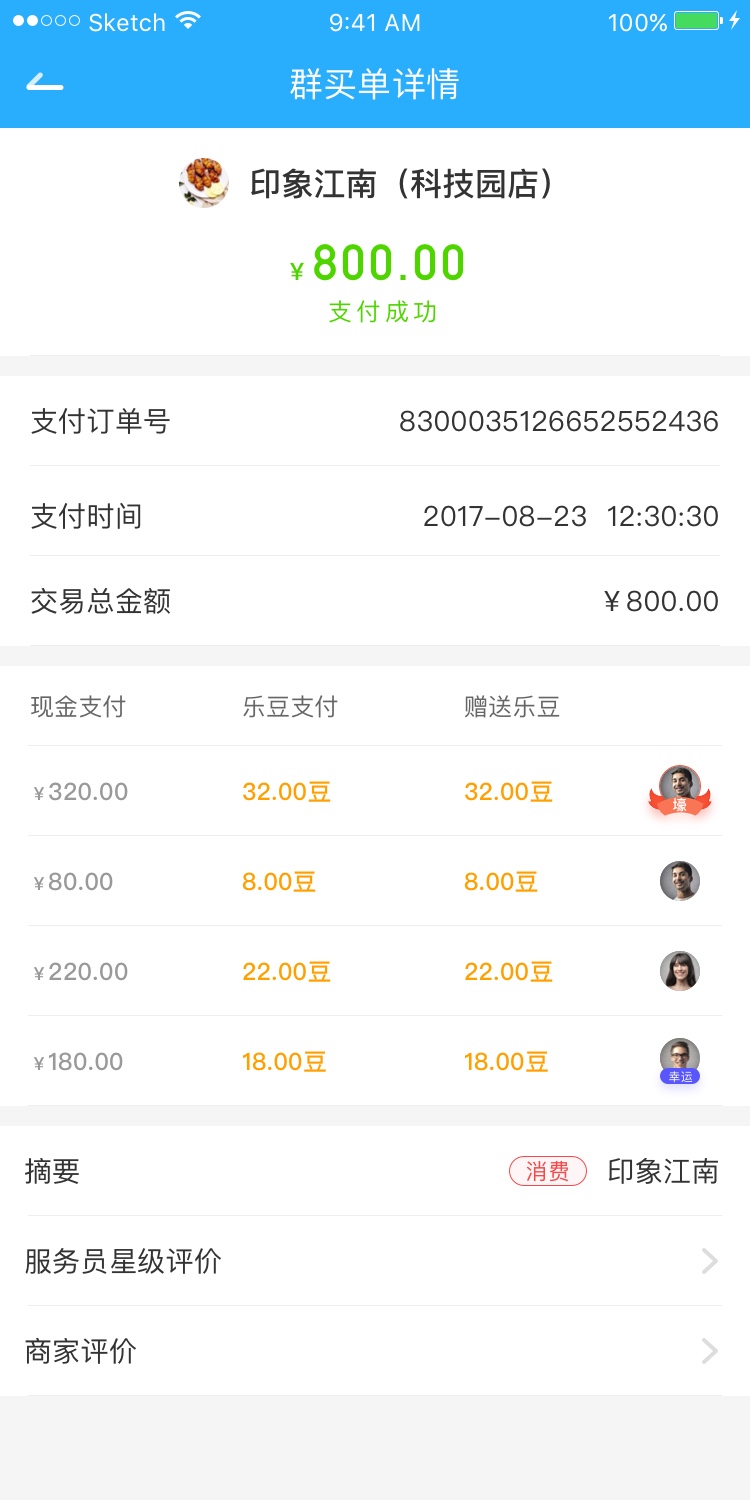 Sketch 9:41 AM 100%
群买单详情
印象江南（科技园店）
¥ 800.00
支付成功
支付订单号 8300035126652552436
支付时间 2017-08-23 12:30:30
交易总金额 ¥ 800.00
现金支付 乐豆支付 赠送乐豆
¥ 320.00 32.00豆 32.00豆 壕
¥ 80.00 8.00豆 8.00豆
¥ 220.00 22.00豆 22.00豆
¥ 180.00 18.00豆 18.00豆 幸运
摘要 消费 印象江南
服务员星级评价
商家评价